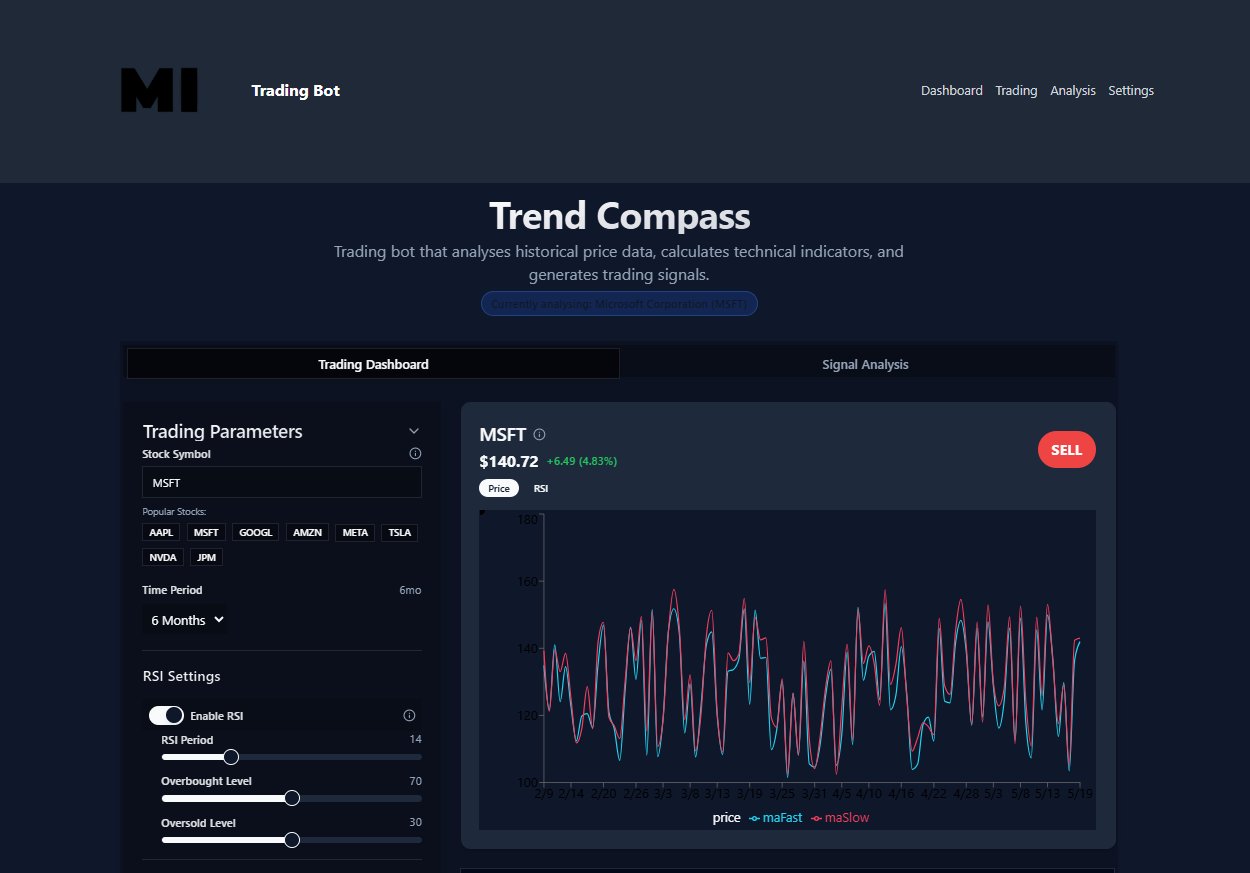 MI
Trading Bot
Dashboard Trading Analysis Settings
Trend Compass
Trading bot that analyses historical price data, calculates technical indicators, and
generates trading signals.
Currently analysing: Microsoft Corporation (MSFT)
Trading Dashboard
Signal Analysis
Trading Parameters
Stock Symbol
MSFT
Popular Stocks:
AAPL MSFT GOOGL AMZN META TSLA
NVDA JPM
Time Period 6mo
6 Months
RSI Settings
Enable RSI
RSI Period 14
Overbought Level 70
Oversold Level 30
MSFT
$140.72 +6.49 (4.83%)
SELL
Price RSI
180
160
140
120
100
2/9 2/14 2/20 2/26 3/3 3/8 3/13 3/19 3/25 3/31 4/5 4/10 4/16 4/22 4/28 5/3 5/8 5/13 5/19
price maFast maSlow